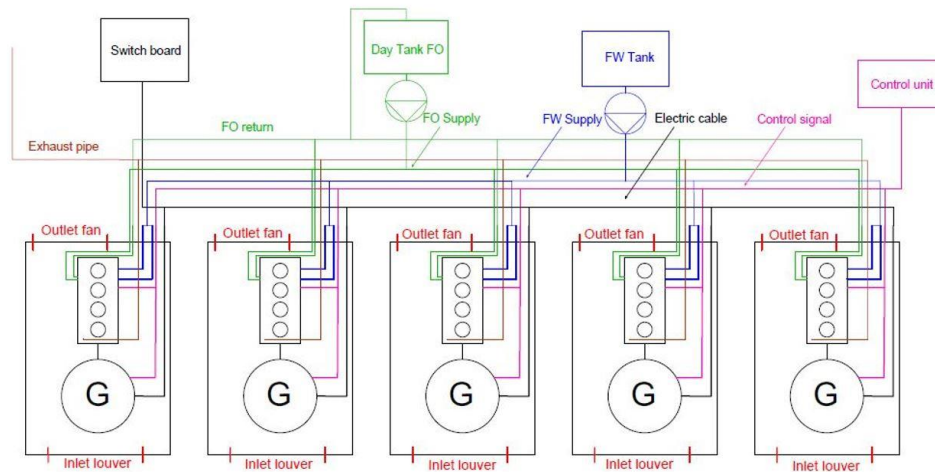 Switch board
Day Tank FO
FW Tank
Control unit
FO return
FO Supply
FW Supply
Electric cable
Control signal
Exhaust pipe
Outlet fan
Outlet fan
Outlet fan
Outlet fan
Outlet fan
G
G
G
G
G
Inlet louver
Inlet louver
Inlet louver
Inlet louver
Inlet louver